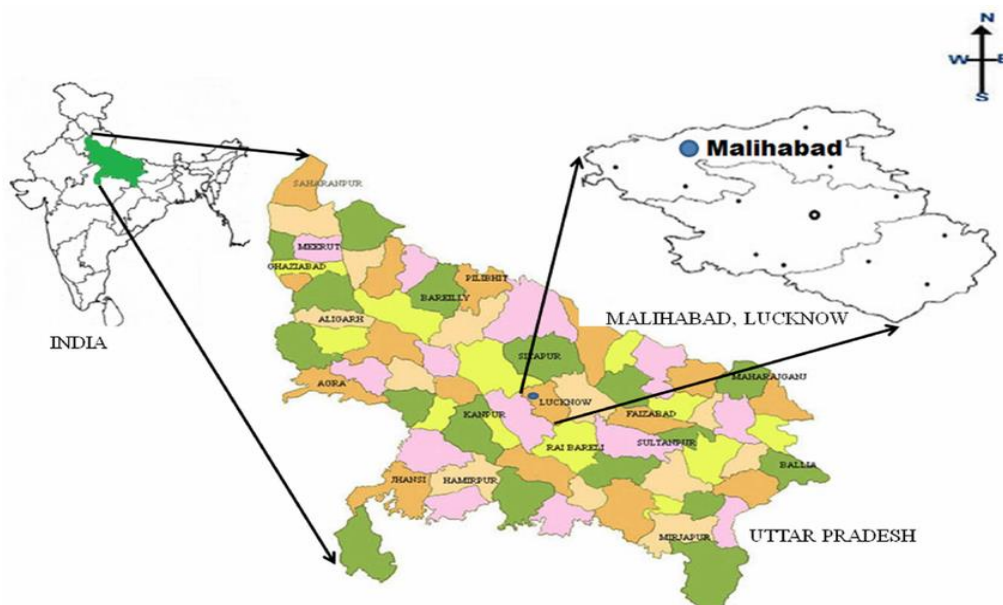 N
W E
S
Malihabad
SAHARANPUR
MEERUT
GHAZIABAD
PILIBHIT
BAREILLY
ALIGARH
MALIHABAD, LUCKNOW
INDIA
SITAPUR
MAHARAJGANJ
AGRA
LUCKNOW
KANPUR
FAIZABAD
RAI BARELI
SULTANPUR
BALLIA
JHANSI
HAMIRPUR
UTTAR PRADESH
MIRJAPUR